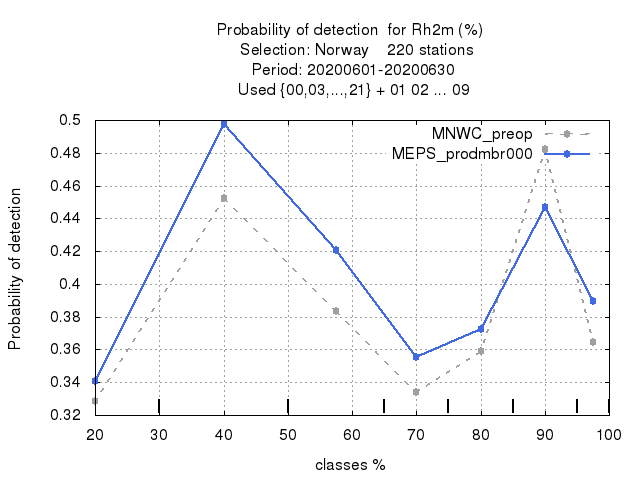 Probability of detection  for Rh2m (%)
Selection: Norway    220 stations
Period: 20200601-20200630
Used {00,03,...,21} + 01 02 ... 09
MNWC_preop
MEPS_prodmbr000
0.5
0.48
0.46
0.44
0.42
0.4
0.38
0.36
0.34
0.32
Probability of detection
20 30 40 50 60 70 80 90 100
classes %